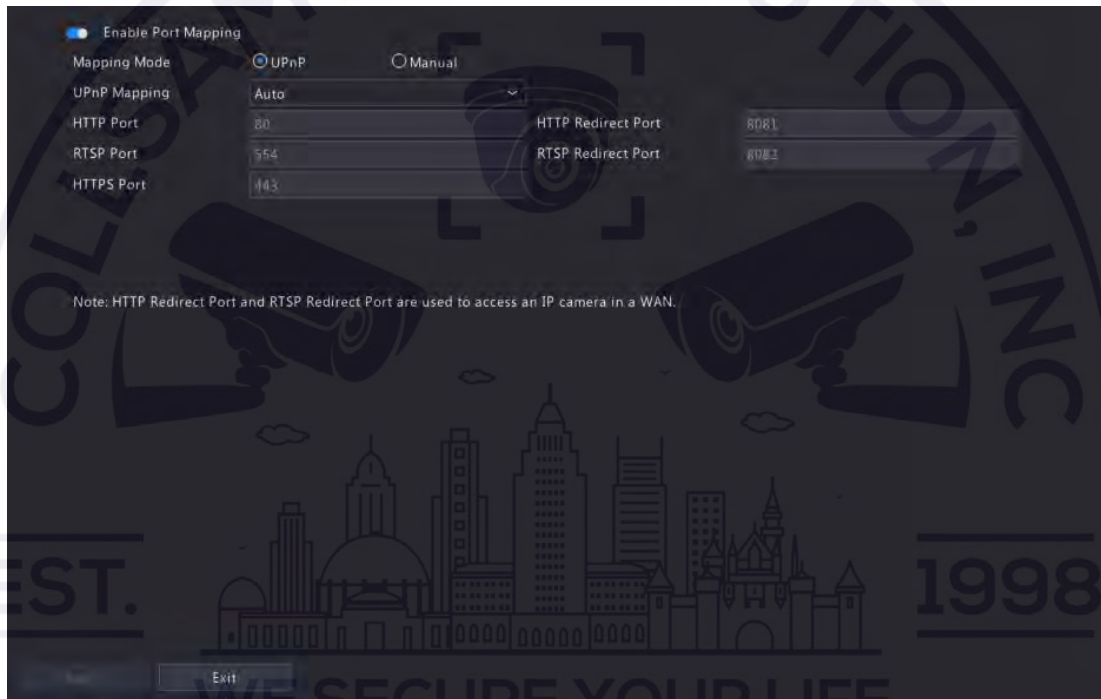 Enable Port Mapping
Mapping Mode UPnP Manual
UPnP Mapping Auto
HTTP Port 80 HTTP Redirect Port 8081
RTSP Port 554 RTSP Redirect Port 8082
HTTPS Port 443
Note: HTTP Redirect Port and RTSP Redirect Port are used to access an IP camera in a WAN.
EST. 1998
Exit
WE SECURE YOUR LIFE